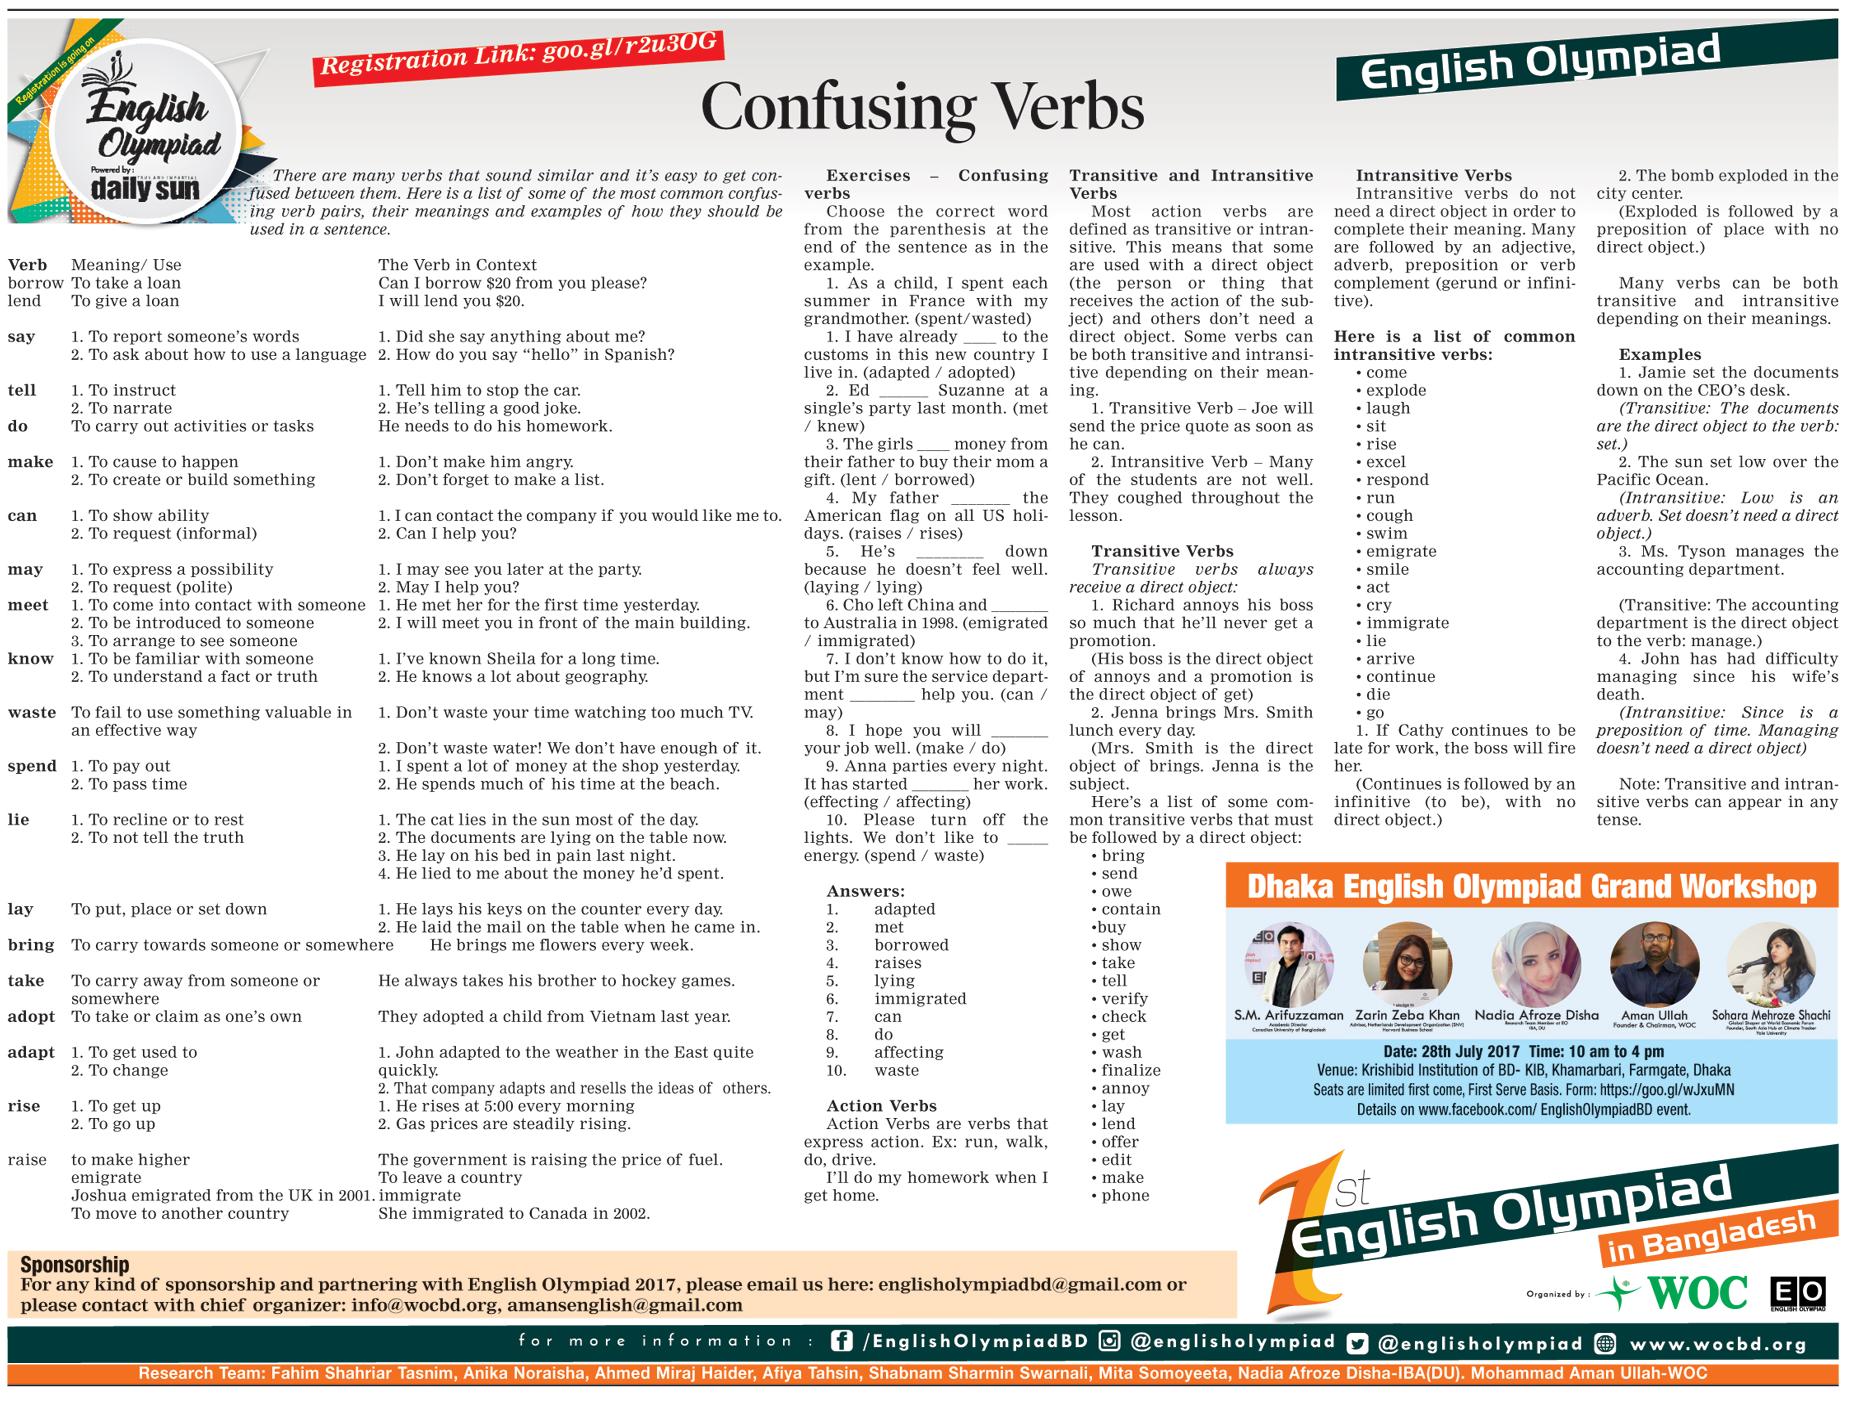 Registration is going on
English
Olympiad
Powered by :
TRUE AND IMPARTIAL
daily sun
Registration Link: goo.gl/r2u3OG
English Olympiad
Confusing Verbs
There are many verbs that sound similar and it’s easy to get con-
fused between them. Here is a list of some of the most common confus-
ing verb pairs, their meanings and examples of how they should be
used in a sentence.
Verb Meaning/ Use The Verb in Context
borrow To take a loan Can I borrow $20 from you please?
lend To give a loan I will lend you $20.
say 1. To report someone’s words 1. Did she say anything about me?
2. To ask about how to use a language 2. How do you say “hello” in Spanish?
tell 1. To instruct 1. Tell him to stop the car.
2. To narrate 2. He’s telling a good joke.
do To carry out activities or tasks He needs to do his homework.
make 1. To cause to happen 1. Don’t make him angry.
2. To create or build something 2. Don’t forget to make a list.
can 1. To show ability 1. I can contact the company if you would like me to.
2. To request (informal) 2. Can I help you?
may 1. To express a possibility 1. I may see you later at the party.
2. To request (polite) 2. May I help you?
meet 1. To come into contact with someone 1. He met her for the first time yesterday.
2. To be introduced to someone 2. I will meet you in front of the main building.
3. To arrange to see someone
know 1. To be familiar with someone 1. I’ve known Sheila for a long time.
2. To understand a fact or truth 2. He knows a lot about geography.
waste To fail to use something valuable in 1. Don’t waste your time watching too much TV.
an effective way
2. Don’t waste water! We don’t have enough of it.
spend 1. To pay out 1. I spent a lot of money at the shop yesterday.
2. To pass time 2. He spends much of his time at the beach.
lie 1. To recline or to rest 1. The cat lies in the sun most of the day.
2. To not tell the truth 2. The documents are lying on the table now.
3. He lay on his bed in pain last night.
4. He lied to me about the money he’d spent.
lay To put, place or set down 1. He lays his keys on the counter every day.
2. He laid the mail on the table when he came in.
bring To carry towards someone or somewhere He brings me flowers every week.
take To carry away from someone or He always takes his brother to hockey games.
somewhere
adopt To take or claim as one’s own They adopted a child from Vietnam last year.
adapt 1. To get used to 1. John adapted to the weather in the East quite
2. To change quickly.
2. That company adapts and resells the ideas of others.
rise 1. To get up 1. He rises at 5:00 every morning
2. To go up 2. Gas prices are steadily rising.
raise to make higher The government is raising the price of fuel.
emigrate To leave a country
Joshua emigrated from the UK in 2001. immigrate
To move to another country She immigrated to Canada in 2002.
Exercises – Confusing
verbs
Choose the correct word
from the parenthesis at the
end of the sentence as in the
example.
1. As a child, I spent each
summer in France with my
grandmother. (spent/wasted)
1. I have already ____ to the
customs in this new country I
live in. (adapted / adopted)
2. Ed ______ Suzanne at a
single’s party last month. (met
/ knew)
3. The girls ____ money from
their father to buy their mom a
gift. (lent / borrowed)
4. My father _______ the
American flag on all US holi-
days. (raises / rises)
5. He’s ________ down
because he doesn’t feel well.
(laying / lying)
6. Cho left China and _______
to Australia in 1998. (emigrated
/ immigrated)
7. I don’t know how to do it,
but I’m sure the service depart-
ment ________ help you. (can /
may)
8. I hope you will _______
your job well. (make / do)
9. Anna parties every night.
It has started _______ her work.
(effecting / affecting)
10. Please turn off the
lights. We don’t like to _____
energy. (spend / waste)
Answers:
1. adapted
2. met
3. borrowed
4. raises
5. lying
6. immigrated
7. can
8. do
9. affecting
10. waste
Action Verbs
Action Verbs are verbs that
express action. Ex: run, walk,
do, drive.
I’ll do my homework when I
get home.
Transitive and Intransitive
Verbs
Most action verbs are
defined as transitive or intran-
sitive. This means that some
are used with a direct object
(the person or thing that
receives the action of the sub-
ject) and others don’t need a
direct object. Some verbs can
be both transitive and intransi-
tive depending on their mean-
ing.
1. Transitive Verb – Joe will
send the price quote as soon as
he can.
2. Intransitive Verb – Many
of the students are not well.
They coughed throughout the
lesson.
Transitive Verbs
Transitive verbs always
receive a direct object:
1. Richard annoys his boss
so much that he’ll never get a
promotion.
(His boss is the direct object
of annoys and a promotion is
the direct object of get)
2. Jenna brings Mrs. Smith
lunch every day.
(Mrs. Smith is the direct
object of brings. Jenna is the
subject.
Here’s a list of some com-
mon transitive verbs that must
be followed by a direct object:
• bring
• send
• owe
• contain
•buy
• show
• take
• tell
• verify
• check
• get
• wash
• finalize
• annoy
• lay
• lend
• offer
• edit
• make
• phone
Intransitive Verbs
Intransitive verbs do not
need a direct object in order to
complete their meaning. Many
are followed by an adjective,
adverb, preposition or verb
complement (gerund or infini-
tive).
Here is a list of common
intransitive verbs:
• come
• explode
• laugh
• sit
• rise
• excel
• respond
• run
• cough
• swim
• emigrate
• smile
• act
• cry
• immigrate
• lie
• arrive
• continue
• die
• go
1. If Cathy continues to be
late for work, the boss will fire
her.
(Continues is followed by an
infinitive (to be), with no
direct object.)
2. The bomb exploded in the
city center.
(Exploded is followed by a
preposition of place with no
direct object.)
Many verbs can be both
transitive and intransitive
depending on their meanings.
Examples
1. Jamie set the documents
down on the CEO’s desk.
(Transitive: The documents
are the direct object to the verb:
set.)
2. The sun set low over the
Pacific Ocean.
(Intransitive: Low is an
adverb. Set doesn’t need a direct
object.)
3. Ms. Tyson manages the
accounting department.
(Transitive: The accounting
department is the direct object
to the verb: manage.)
4. John has had difficulty
managing since his wife’s
death.
(Intransitive: Since is a
preposition of time. Managing
doesn’t need a direct object)
Note: Transitive and intran-
sitive verbs can appear in any
tense.
Dhaka English Olympiad Grand Workshop
S.M. Arifuzzaman
Academic Director
Canadian University of Bangladesh
Zarin Zeba Khan
Advisor, Netherlands Development Organization (SNV)
Harvard Business School
Nadia Afroze Disha
Research Team Member at EO
IBA, DU
Aman Ullah
Founder & Chairman, WOC
Sohara Mehroze Shachi
Global Shaper at World Economic Forum
Founder, South Asia Hub at Climate Tracker
Yale University
Date: 28th July 2017 Time: 10 am to 4 pm
Venue: Krishibid Institution of BD- KIB, Khamarbari, Farmgate, Dhaka
Seats are limited first come, First Serve Basis. Form: https://goo.gl/wJxuMN
Details on www.facebook.com/ EnglishOlympiadBD event.
1st
English Olympiad
in Bangladesh
Organized by :
WOC
EO
ENGLISH OLYMPIAD
Sponsorship
For any kind of sponsorship and partnering with English Olympiad 2017, please email us here: englisholympiadbd@gmail.com or
please contact with chief organizer: info@wocbd.org, amansenglish@gmail.com
for more information : /EnglishOlympiadBD @englisholympiad @englisholympiad www.wocbd.org
Research Team: Fahim Shahriar Tasnim, Anika Noraisha, Ahmed Miraj Haider, Afiya Tahsin, Shabnam Sharmin Swarnali, Mita Somoyeeta, Nadia Afroze Disha-IBA(DU). Mohammad Aman Ullah-WOC